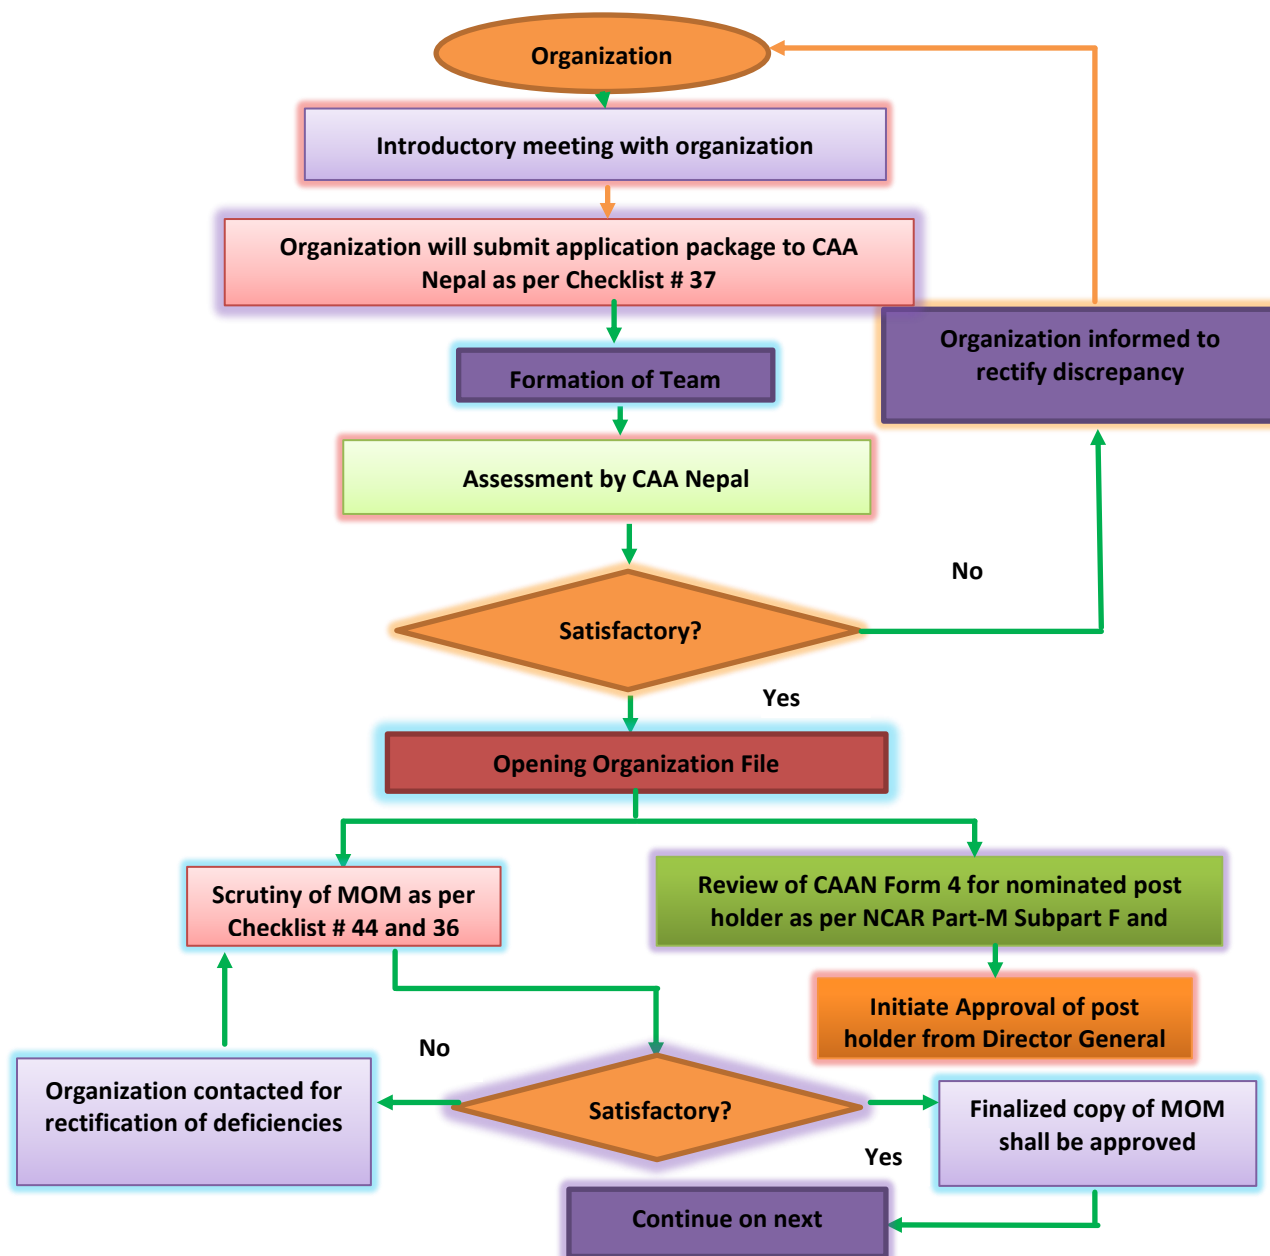 Organization
Introductory meeting with organization
Organization will submit application package to CAA
Nepal as per Checklist # 37
Organization informed to
rectify discrepancy
Formation of Team
Assessment by CAA Nepal
No
Satisfactory?
Yes
Opening Organization File
Scrutiny of MOM as per
Checklist # 44 and 36
Review of CAAN Form 4 for nominated post
holder as per NCAR Part-M Subpart F and
Initiate Approval of post
holder from Director General
No
Organization contacted for
rectification of deficiencies
Satisfactory?
Finalized copy of MOM
shall be approved
Yes
Continue on next